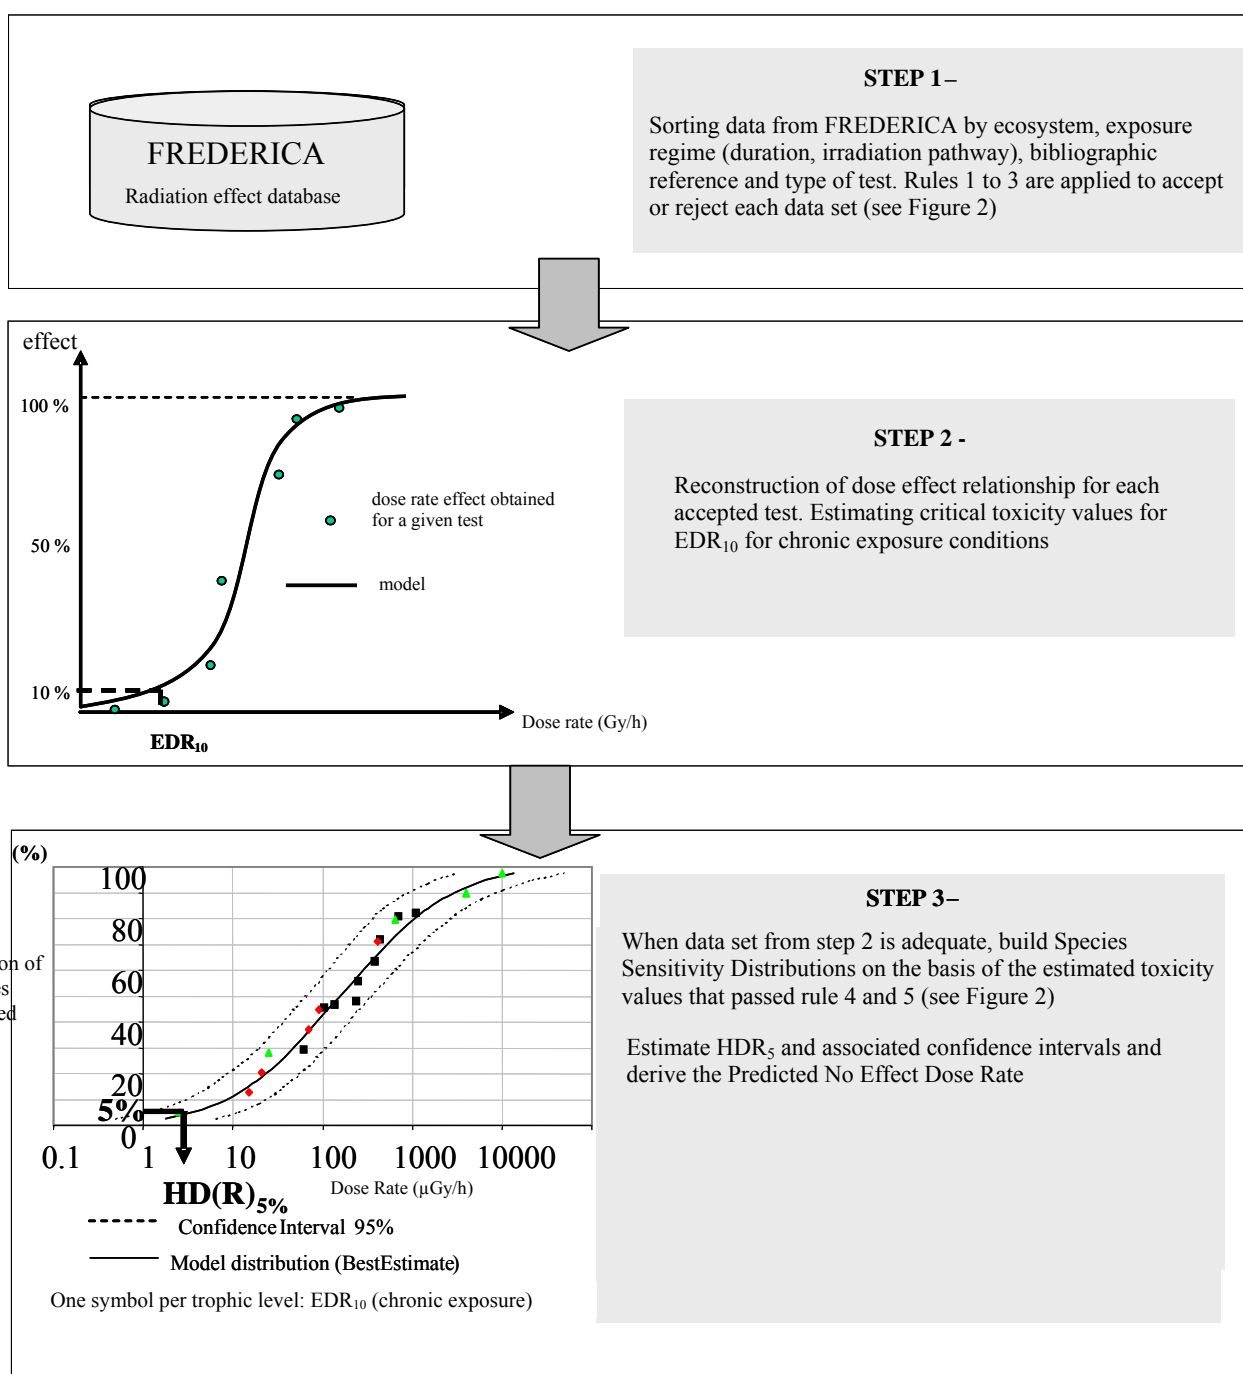 STEP 1–
FREDERICA
Radiation effect database
Sorting data from FREDERICA by ecosystem, exposure
regime (duration, irradiation pathway), bibliographic
reference and type of test. Rules 1 to 3 are applied to accept
or reject each data set (see Figure 2)
effect
100 %
50 %
10 %
dose rate effect obtained
for a given test
model
Dose rate (Gy/h)
EDR₁₀
STEP 2 -
Reconstruction of dose effect relationship for each
accepted test. Estimating critical toxicity values for
EDR₁₀ for chronic exposure conditions
(%)
100
80
60
40
20
5%
0
0.1 1 10 100 1000 10000
HD(R)₅%
Dose Rate (µGy/h)
Confidence Interval 95%
Model distribution (BestEstimate)
One symbol per trophic level: EDR₁₀ (chronic exposure)
STEP 3–
When data set from step 2 is adequate, build Species
Sensitivity Distributions on the basis of the estimated toxicity
values that passed rule 4 and 5 (see Figure 2)
Estimate HDR₅ and associated confidence intervals and
derive the Predicted No Effect Dose Rate